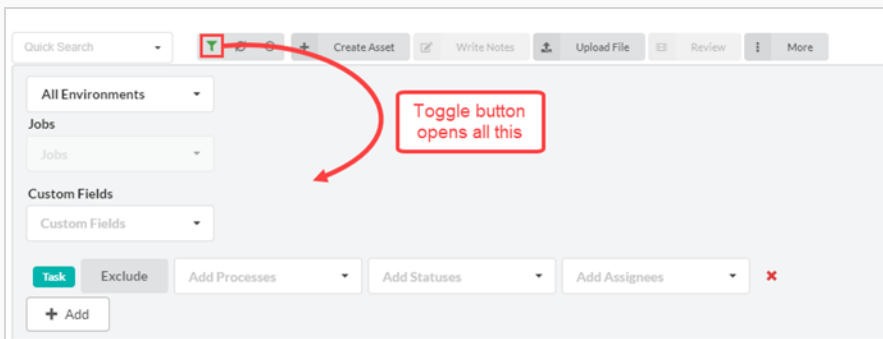 Quick Search
Create Asset
Write Notes
Upload File
Review
More
All Environments
Toggle button
opens all this
Jobs
Jobs
Custom Fields
Custom Fields
Task Exclude Add Processes Add Statuses Add Assignees
Add